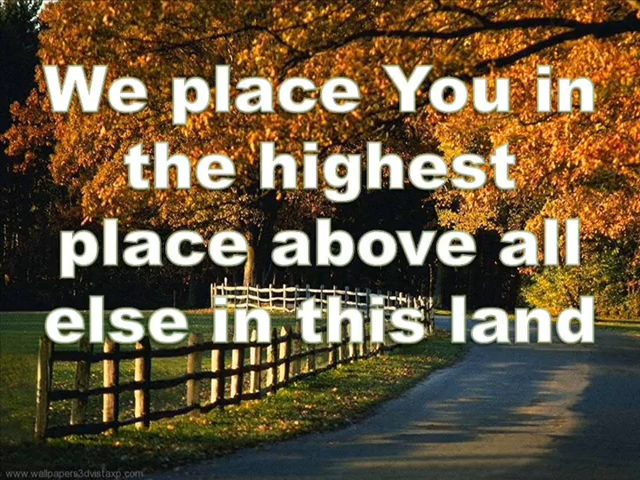 We place You in
the highest
place above all
else in this land
www.wallpapers3dvistaxp.com